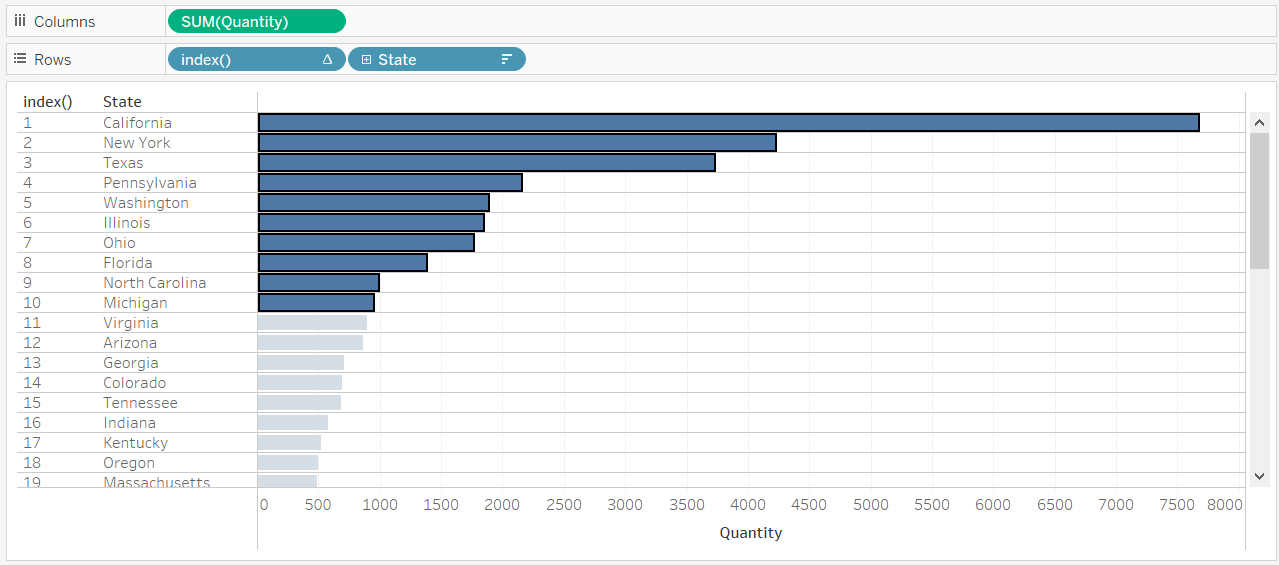 Columns SUM(Quantity)
Rows index() Δ State
index() State
1 California
2 New York
3 Texas
4 Pennsylvania
5 Washington
6 Illinois
7 Ohio
8 Florida
9 North Carolina
10 Michigan
11 Virginia
12 Arizona
13 Georgia
14 Colorado
15 Tennessee
16 Indiana
17 Kentucky
18 Oregon
19 Massachusetts
0 500 1000 1500 2000 2500 3000 3500 4000 4500 5000 5500 6000 6500 7000 7500 8000
Quantity